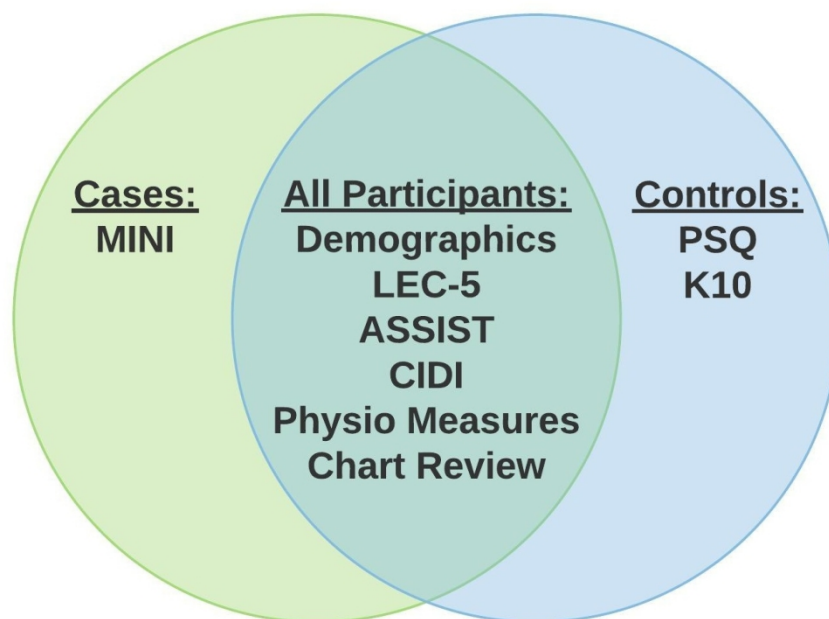 Cases:
MINI
All Participants:
Demographics
LEC-5
ASSIST
CIDI
Physio Measures
Chart Review
Controls:
PSQ
K10